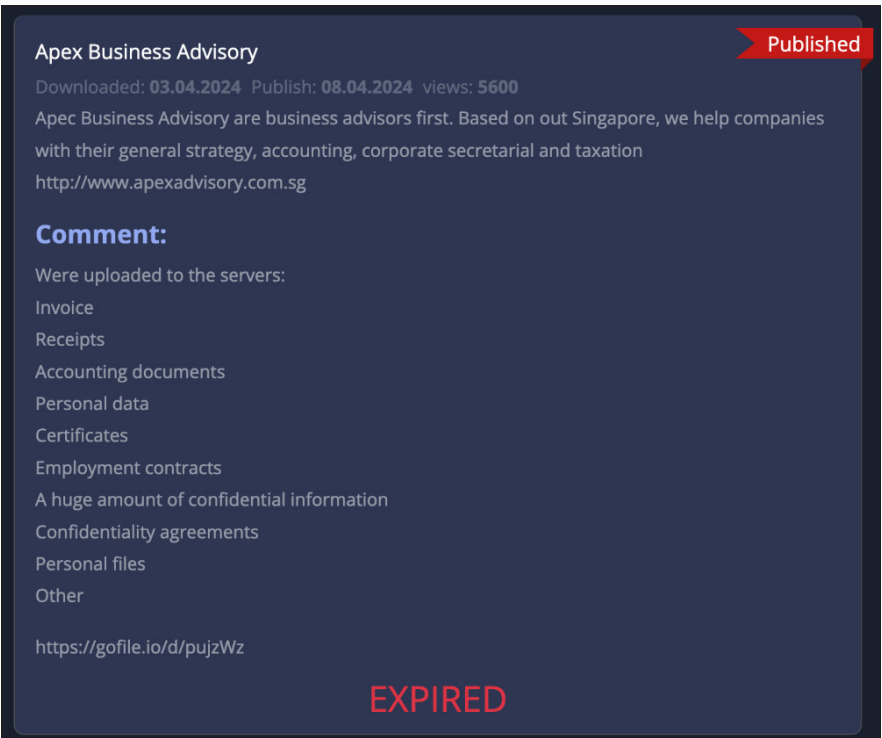 Apex Business Advisory
Published
Downloaded: 03.04.2024 Publish: 08.04.2024 views: 5600
Apec Business Advisory are business advisors first. Based on out Singapore, we help companies
with their general strategy, accounting, corporate secretarial and taxation
http://www.apexadvisory.com.sg
Comment:
Were uploaded to the servers:
Invoice
Receipts
Accounting documents
Personal data
Certificates
Employment contracts
A huge amount of confidential information
Confidentiality agreements
Personal files
Other
https://gofile.io/d/pujzWz
EXPIRED